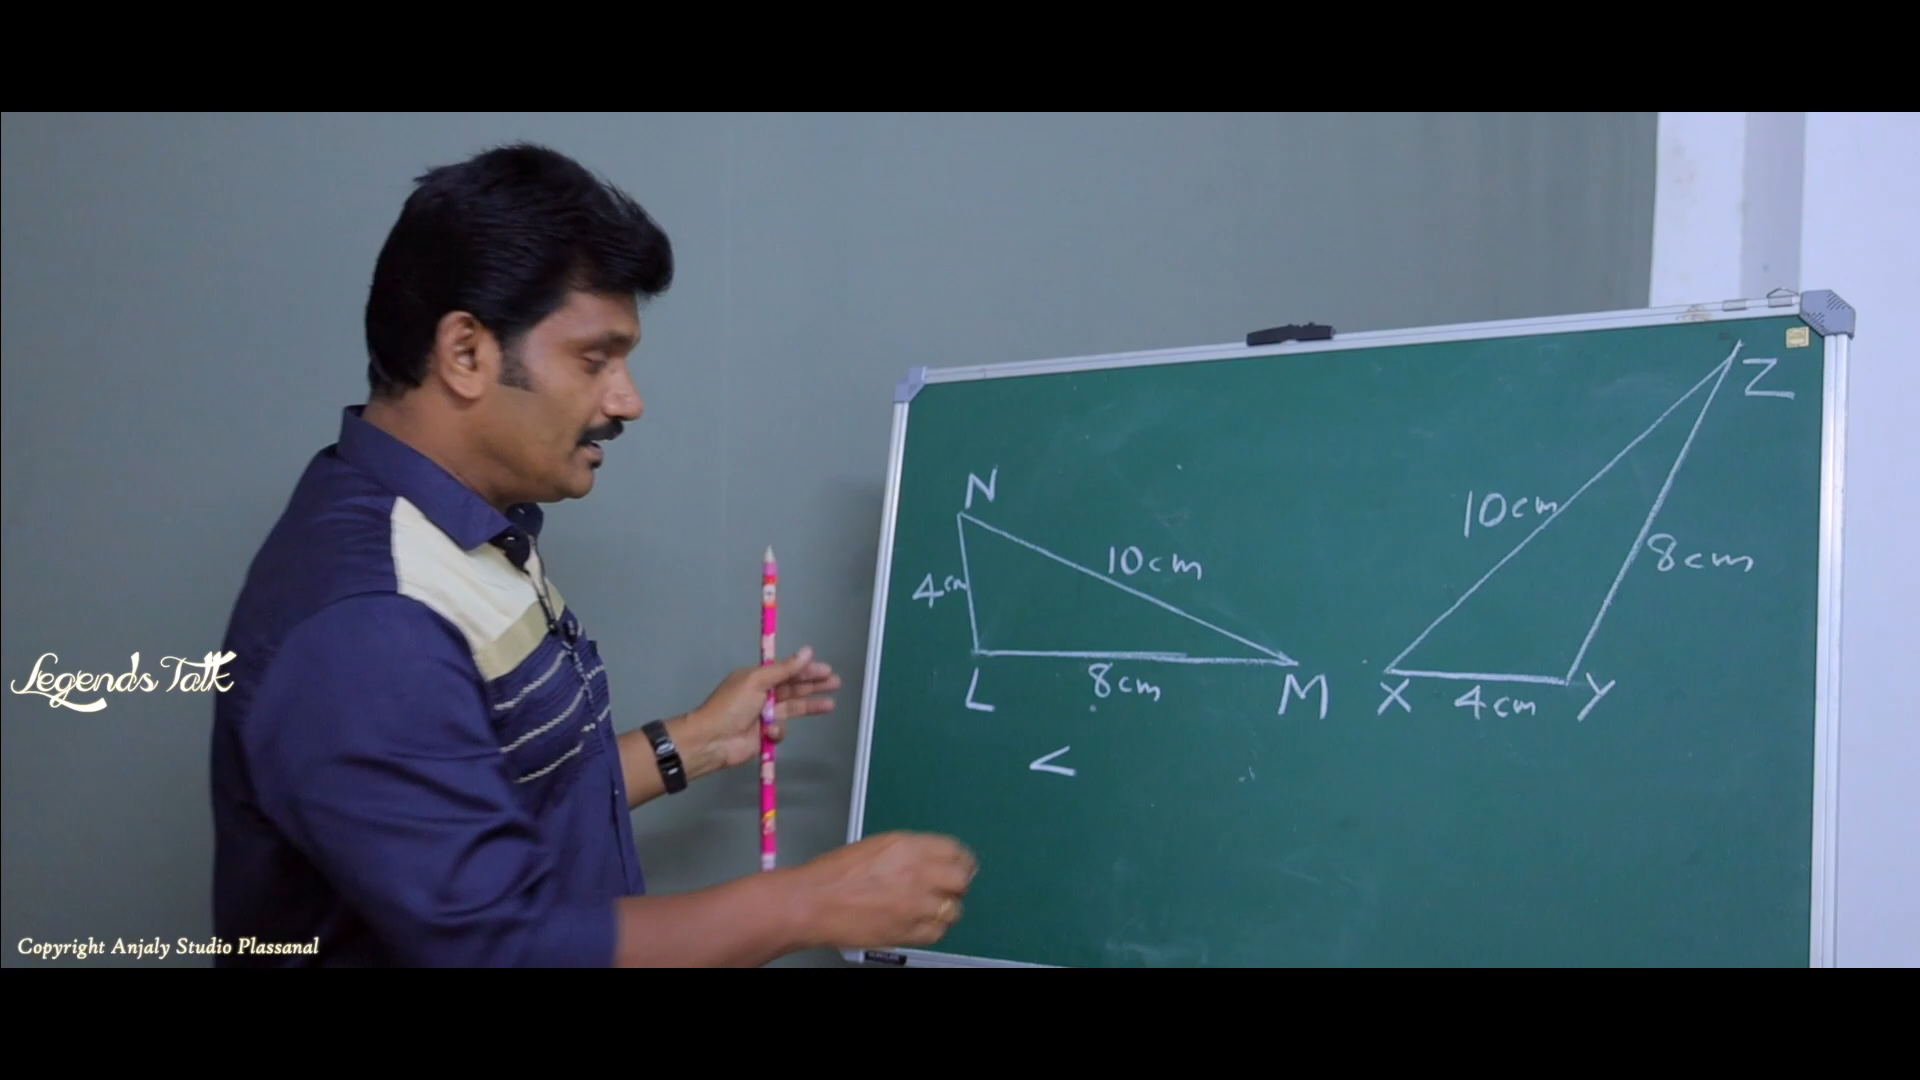 Z
N
10cm
10cm
8cm
4cm
L
8cm
M
X
4cm
Y
<
Legends Talk
Copyright Anjaly Studio Plassanal